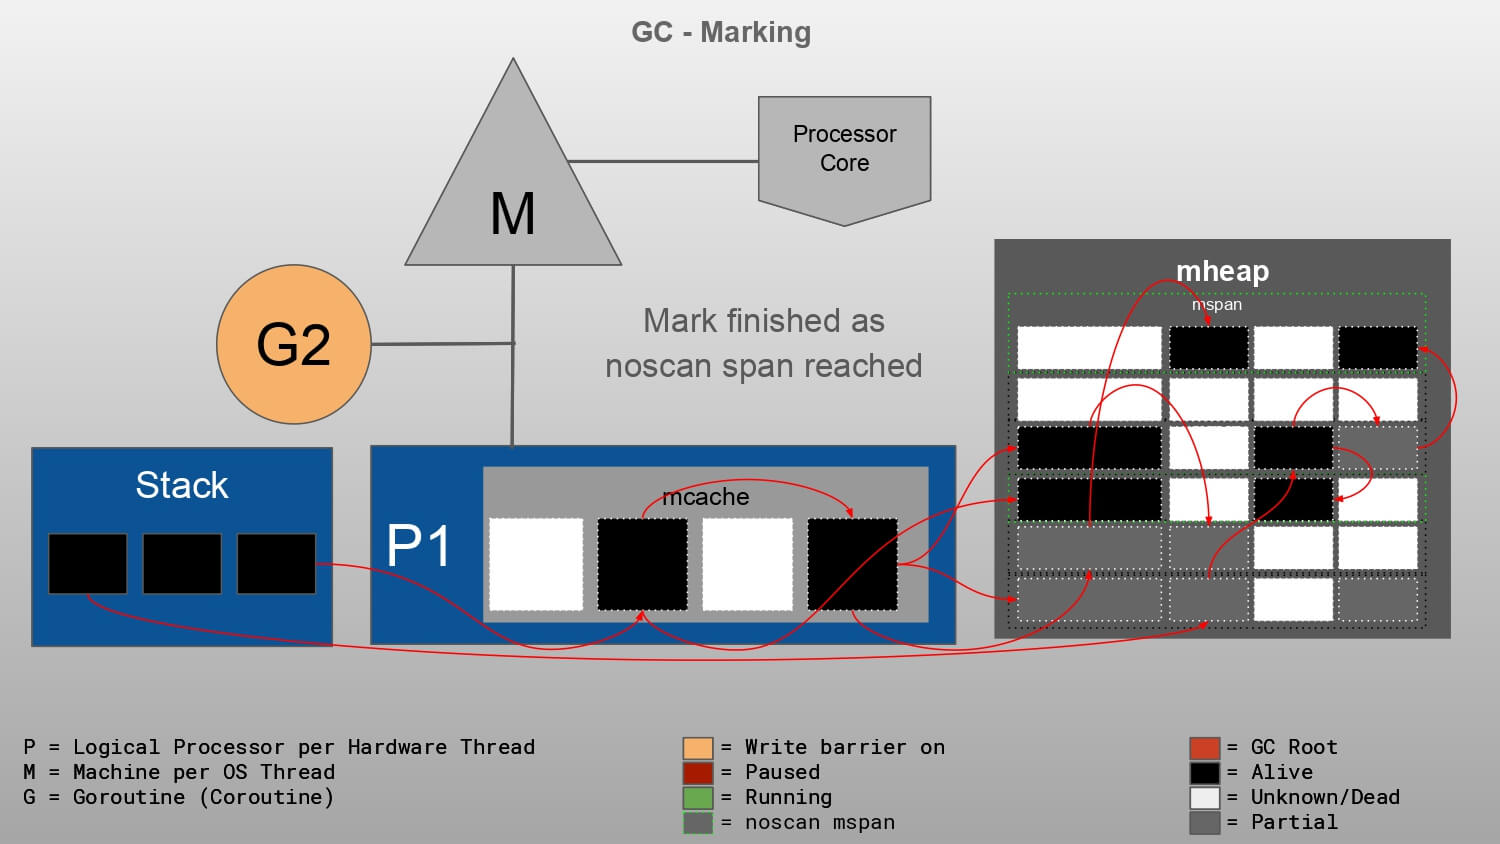 GC - Marking
Processor
Core
M
mheap
mspan
G2
Mark finished as
noscan span reached
Stack
mcache
P1
P = Logical Processor per Hardware Thread
M = Machine per OS Thread
G = Goroutine (Coroutine)
= Write barrier on
= Paused
= Running
= noscan mspan
= GC Root
= Alive
= Unknown/Dead
= Partial